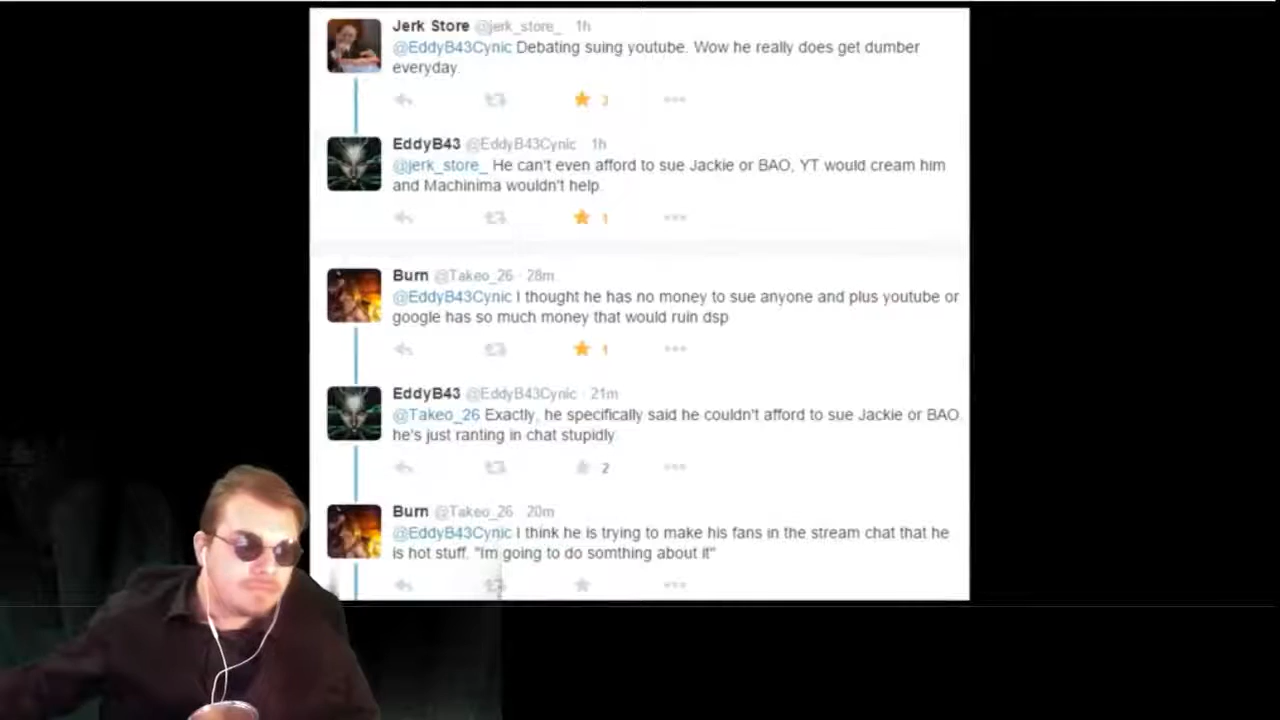 Jerk Store @jerk_store_ · 1h
@EddyB43Cynic Debating suing youtube. Wow he really does get dumber
everyday.
EddyB43 @EddyB43Cynic · 1h
@jerk_store_ He can't even afford to sue Jackie or BAO, YT would cream him
and Machinima wouldn't help.
1
Burn @Takeo_26 · 28m
@EddyB43Cynic I thought he has no money to sue anyone and plus youtube or
google has so much money that would ruin dsp
1
EddyB43 @EddyB43Cynic · 21m
@Takeo_26 Exactly, he specifically said he couldn't afford to sue Jackie or BAO
he's just ranting in chat stupidly
2
Burn @Takeo_26 · 20m
@EddyB43Cynic I think he is trying to make his fans in the stream chat that he
is hot stuff. "Im going to do somthing about it"